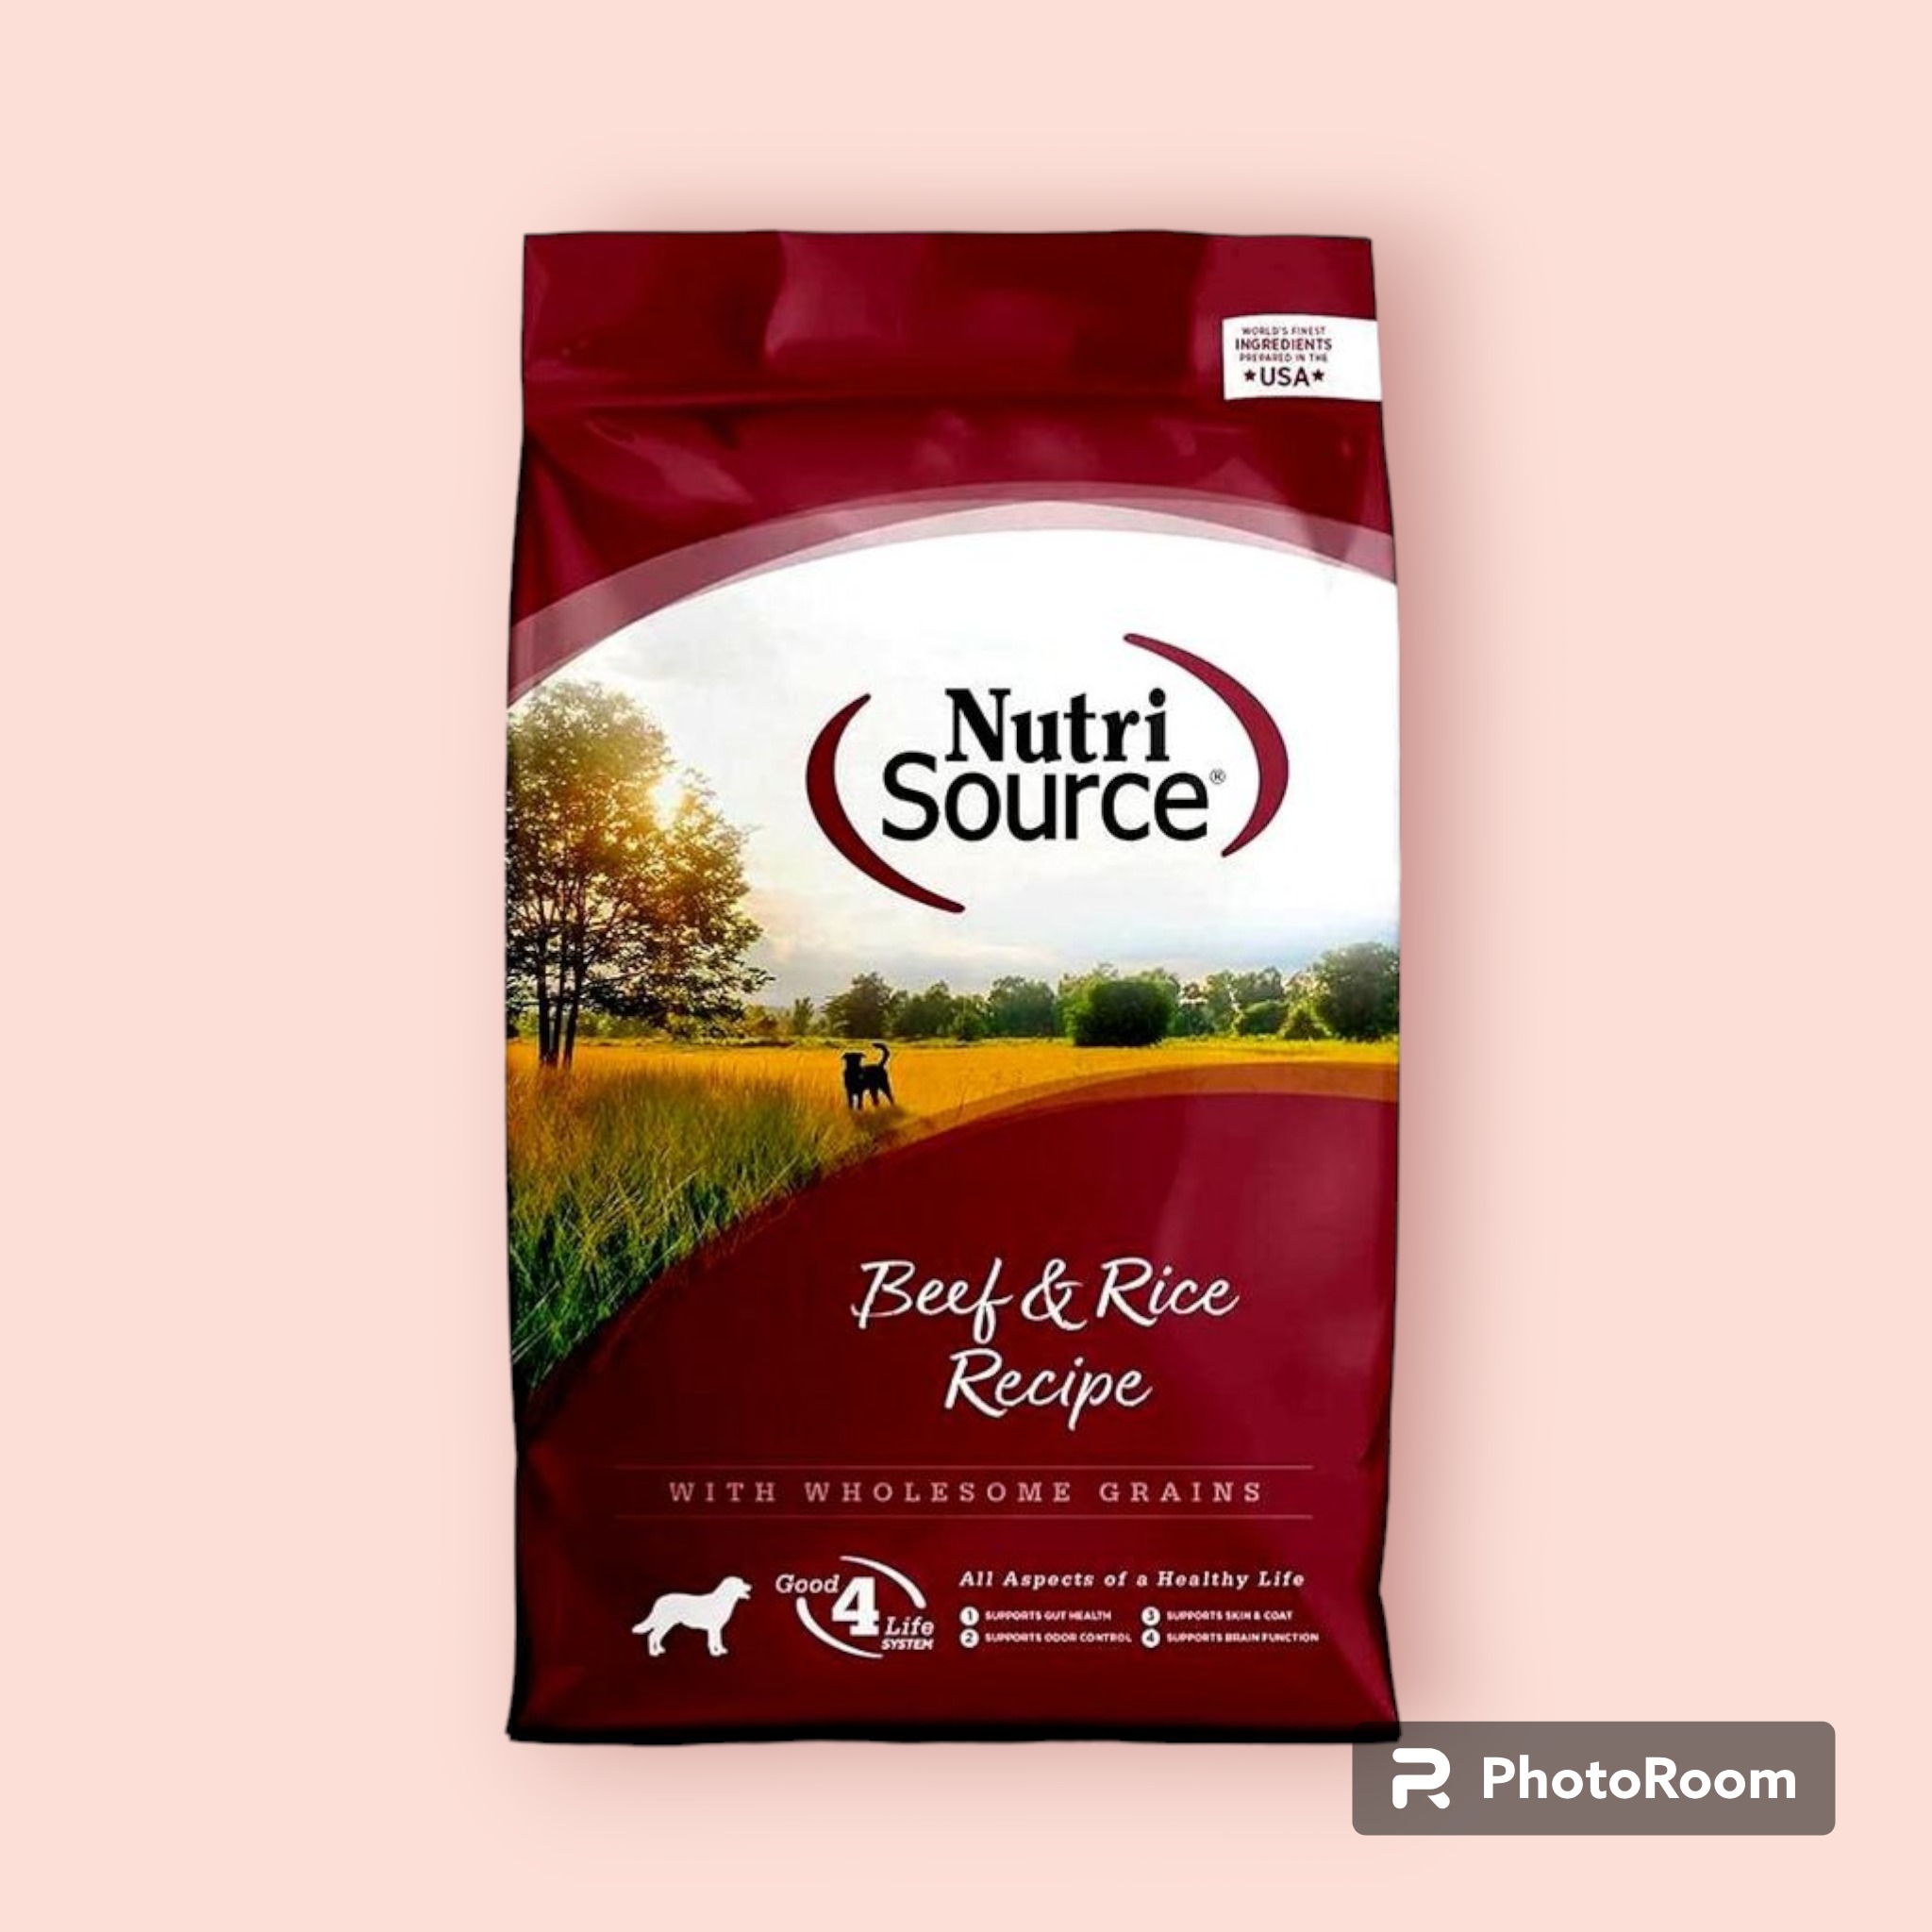 WORLD'S FINEST
INGREDIENTS
PREPARED IN THE
★USA★
Nutri
Source®
Beef & Rice
Recipe
WITH WHOLESOME GRAINS
Good 4 Life
SYSTEM
All Aspects of a Healthy Life
1 SUPPORTS GUT HEALTH
2 SUPPORTS ODOR CONTROL
3 SUPPORTS SKIN & COAT
4 SUPPORTS BRAIN FUNCTION
PhotoRoom